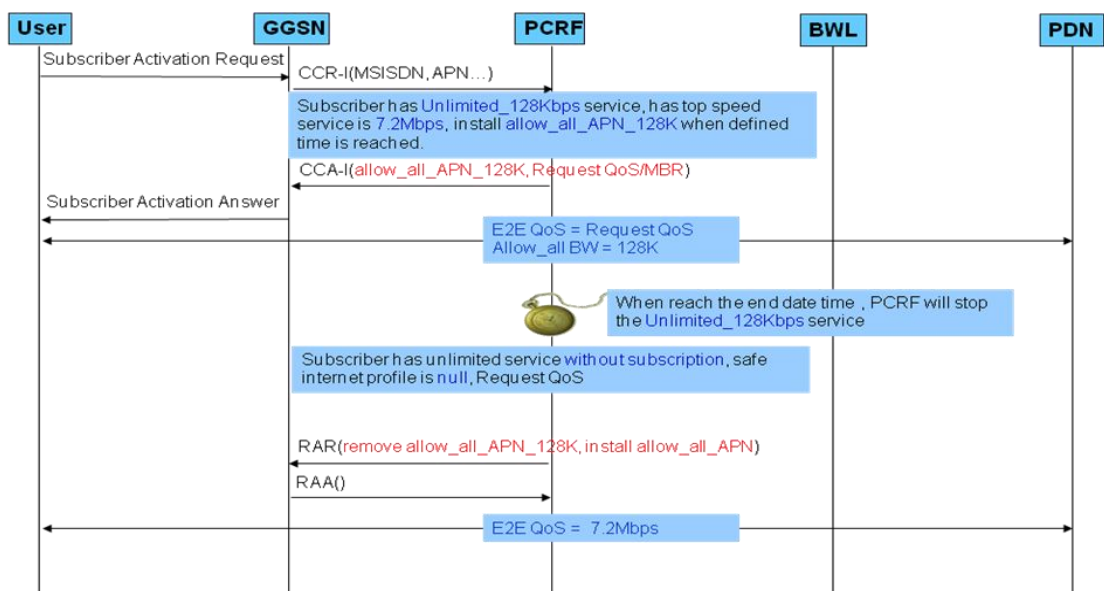 User
GGSN
PCRF
BWL
PDN
Subscriber Activation Request
CCR-I(MSISDN, APN...)
Subscriber has Unlimited_128Kbps service, has top speed
service is 7.2Mbps, install allow_all_APN_128K when defined
time is reached.
CCA-I(allow_all_APN_128K, Request QoS/MBR)
Subscriber Activation Answer
E2E QoS = Request QoS
Allow_all BW = 128K
When reach the end date time , PCRF will stop
the Unlimited_128Kbps service
Subscriber has unlimited service without subscription, safe
internet profile is null, Request QoS
RAR(remove allow_all_APN_128K, install allow_all_APN)
RAA()
E2E QoS = 7.2Mbps